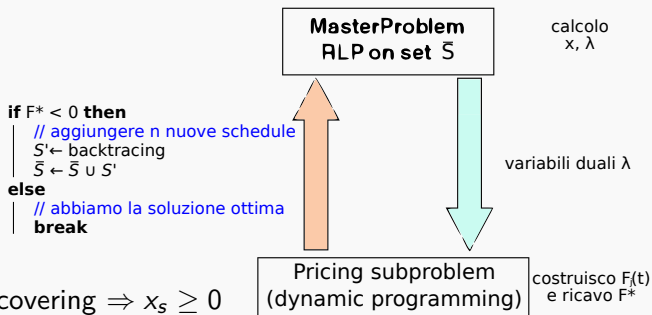 MasterProblem
RLP on set S̄
calcolo
x, λ
if F* < 0 then
// aggiungere n nuove schedule
S'← backtracing
S̄ ← S̄ ∪ S'
else
// abbiamo la soluzione ottima
break
variabili duali λ
Pricing subproblem
(dynamic programming)
costruisco Fⱼ(t)
e ricavo F*
covering ⇒ xₛ ≥ 0